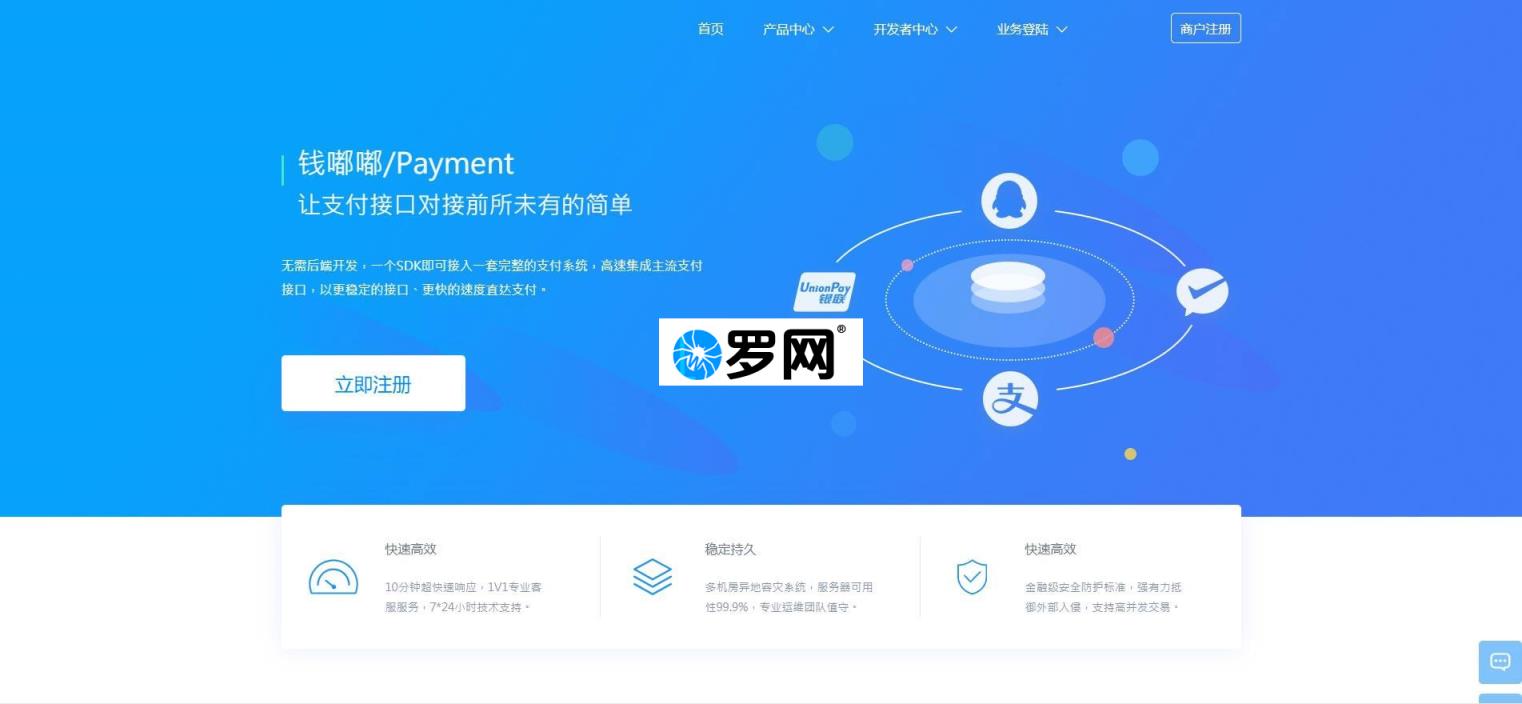 首页 产品中心 开发者中心 业务登陆 商户注册
钱嘟嘟/Payment
让支付接口对接前所未有的简单
无需后端开发，一个SDK即可接入一套完整的支付系统，高速集成主流支付
接口，以更稳定的接口、更快的速度直达支付。
立即注册
UnionPay
银联
罗网®
支
快速高效
10分钟超快速响应，1V1专业客
服服务，7*24小时技术支持。
稳定持久
多机房异地容灾系统，服务器可用
性99.9%，专业运维团队值守。
快速高效
金融级安全防护标准，强有力抵
御外部入侵，支持高并发交易。